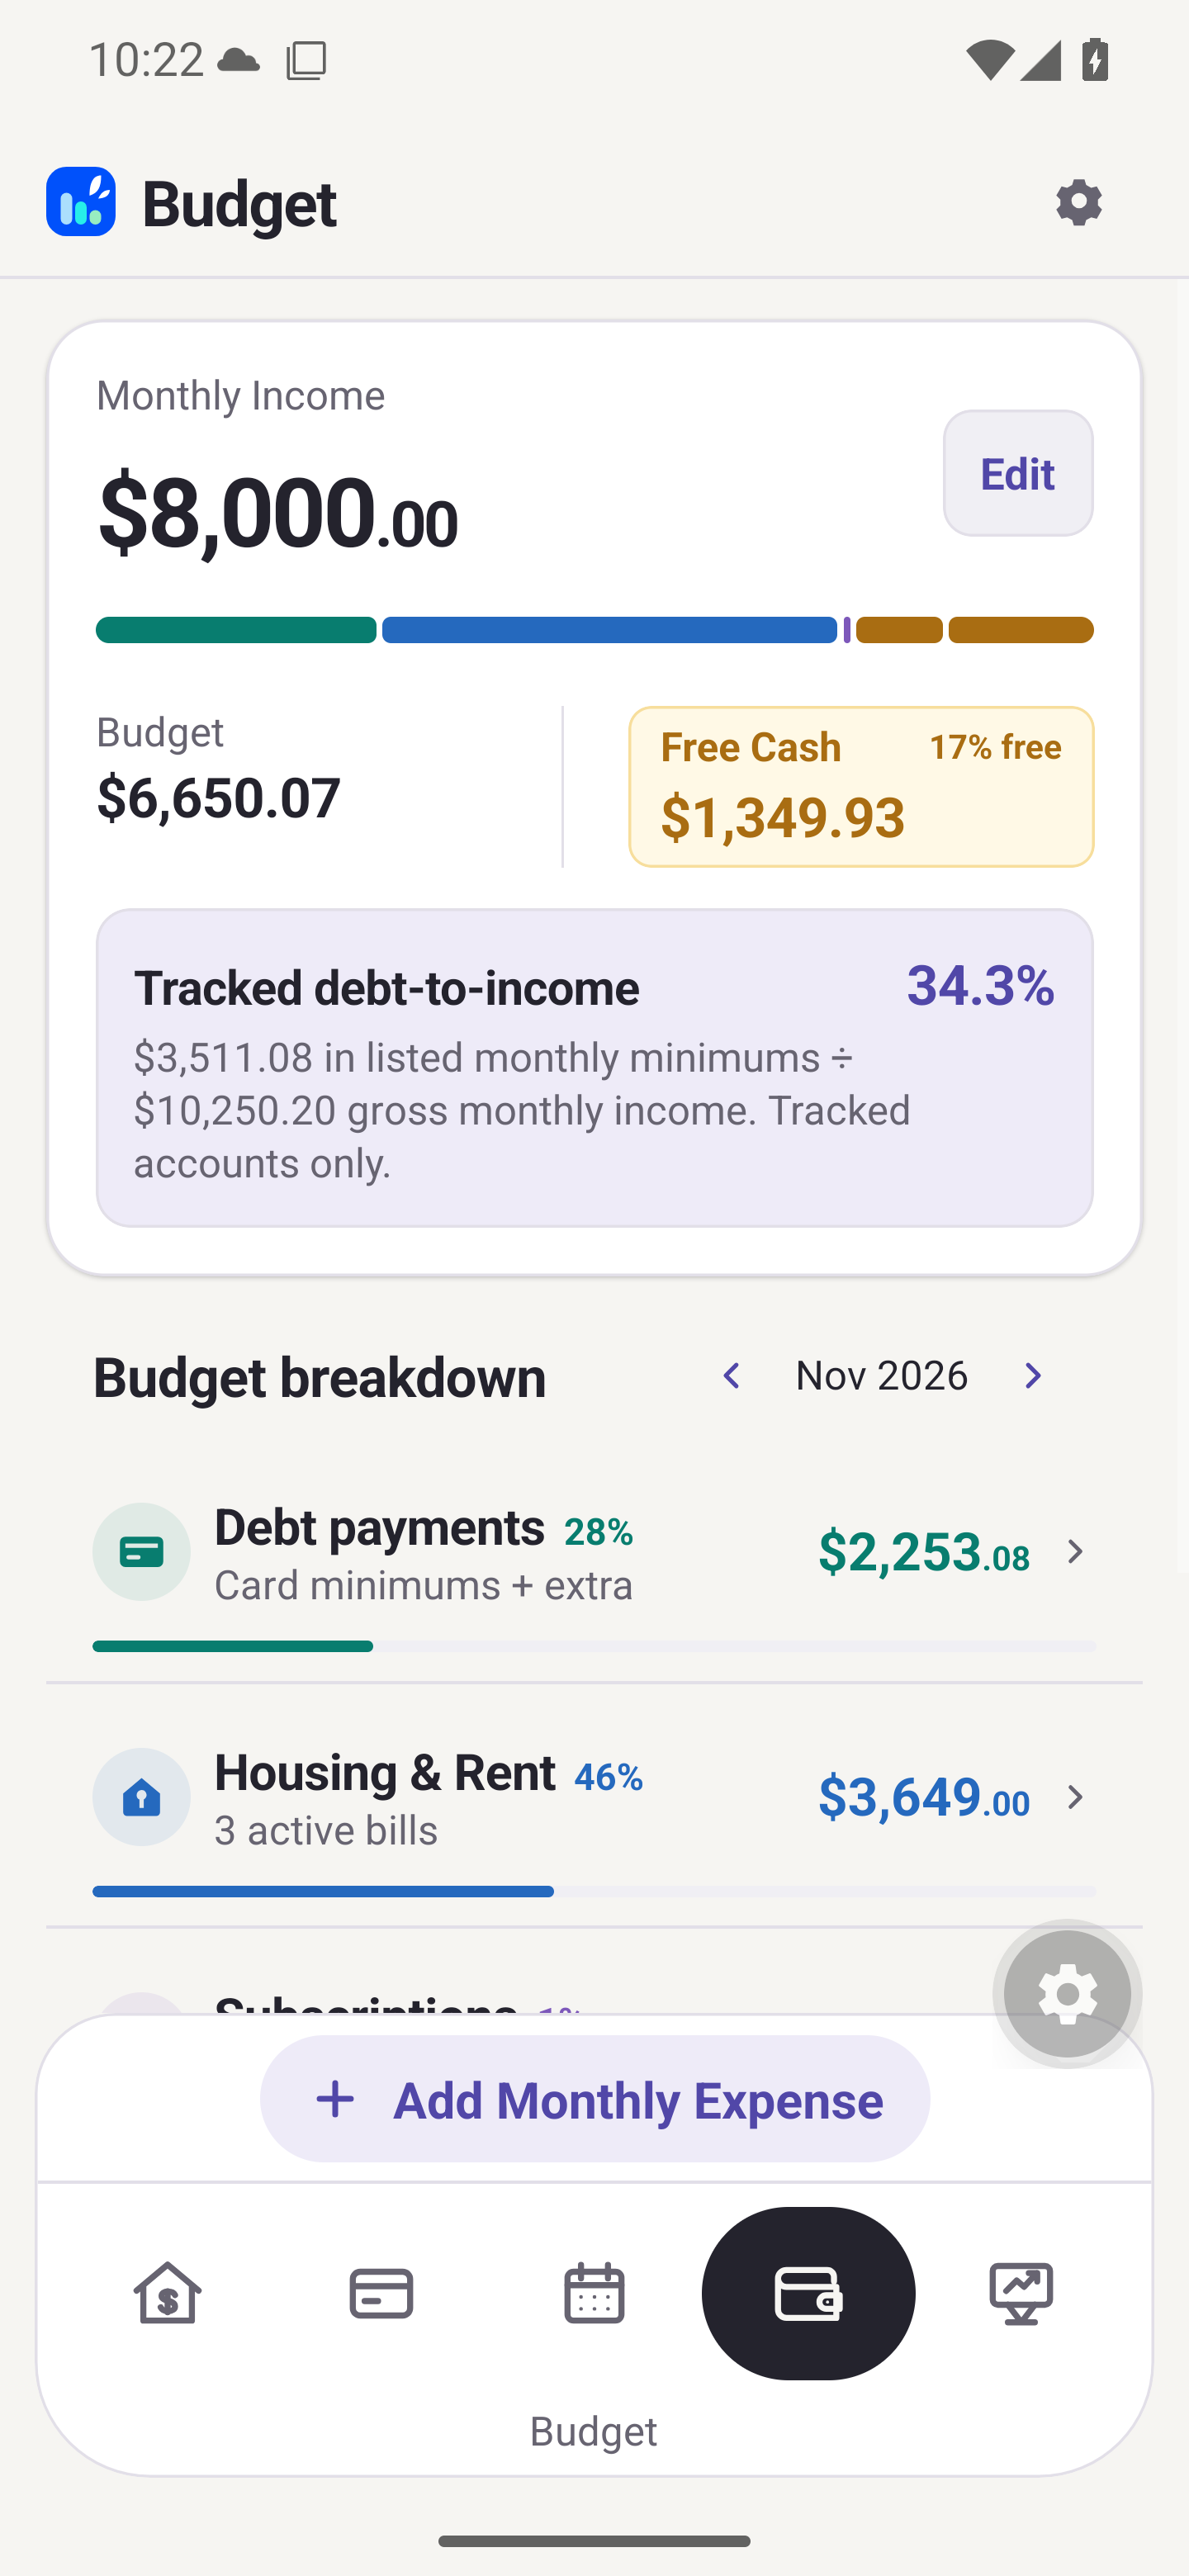 10:22
Budget
Monthly Income
$8,000.00
Edit
Budget
$6,650.07
Free Cash 17% free
$1,349.93
Tracked debt-to-income 34.3%
$3,511.08 in listed monthly minimums ÷
$10,250.20 gross monthly income. Tracked
accounts only.
Budget breakdown
Nov 2026
Debt payments 28%
Card minimums + extra
$2,253.08
Housing & Rent 46%
3 active bills
$3,649.00
Subscriptions 1%
Add Monthly Expense
Budget